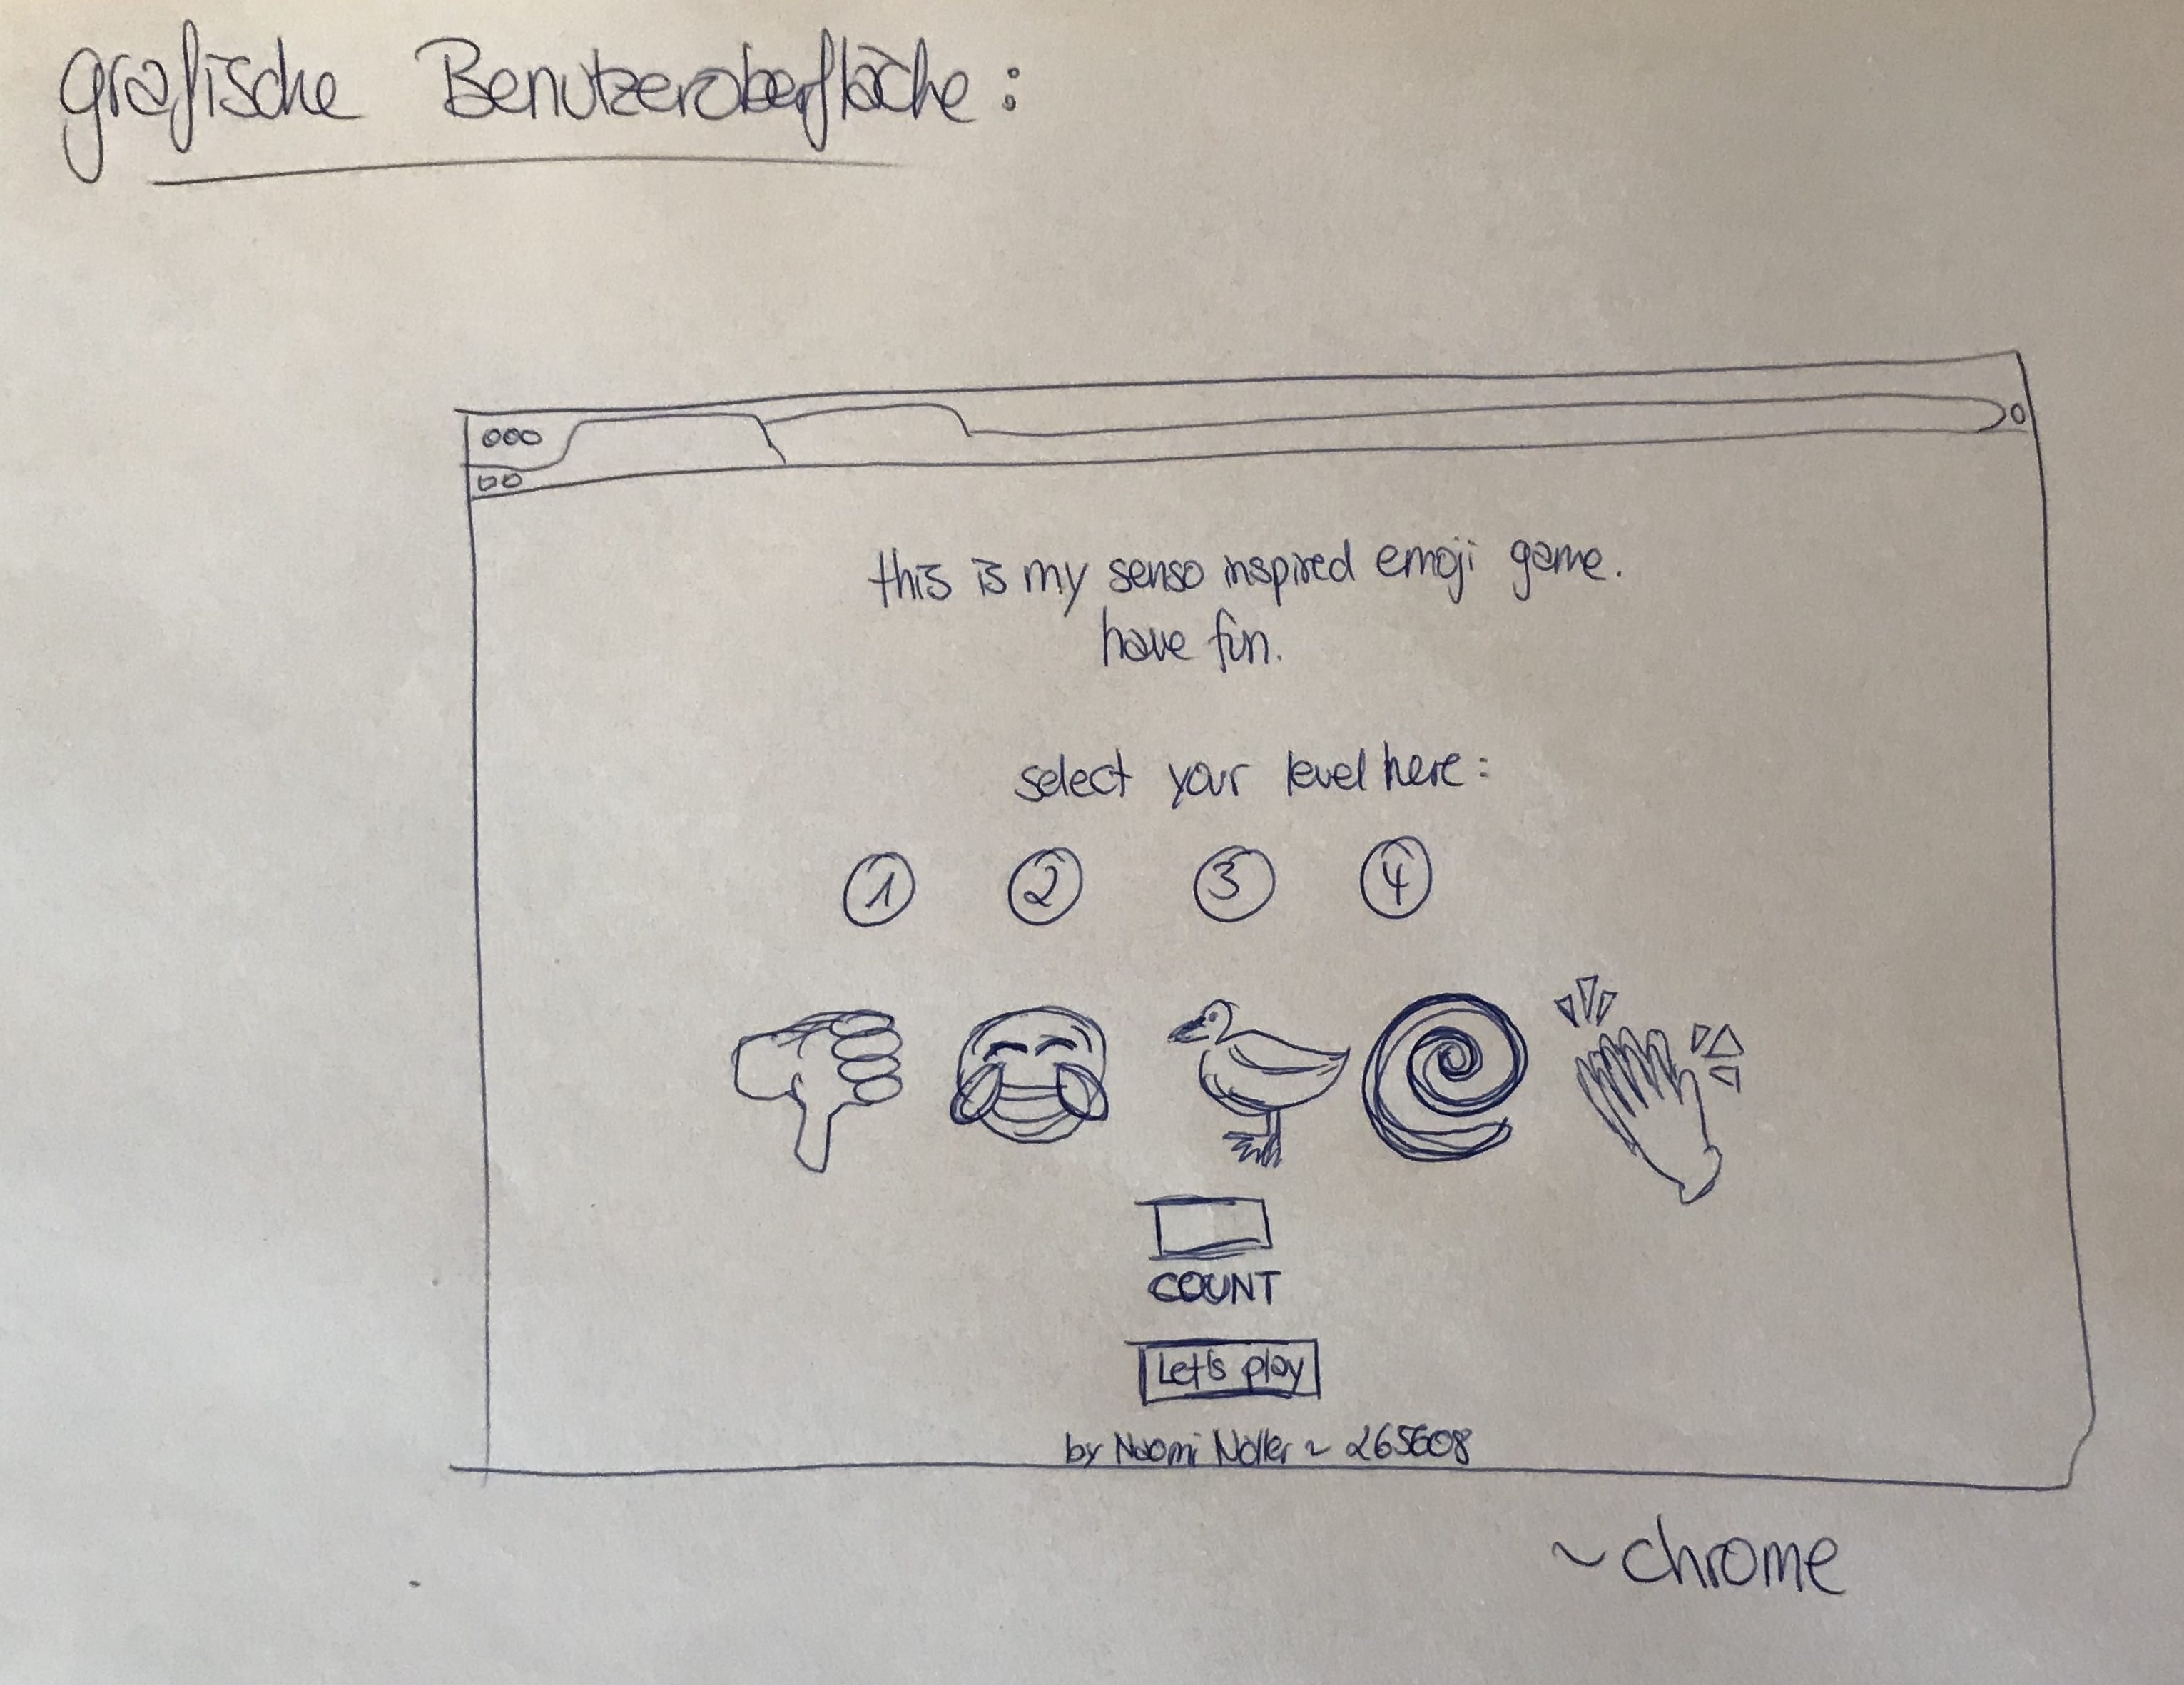 grafische Benutzeroberfläche:
this is my senso inspired emoji game.
have fun.
select your level here:
1 2 3 4
COUNT
Let's play
by Naomi Nöller ~ 265608
~ chrome